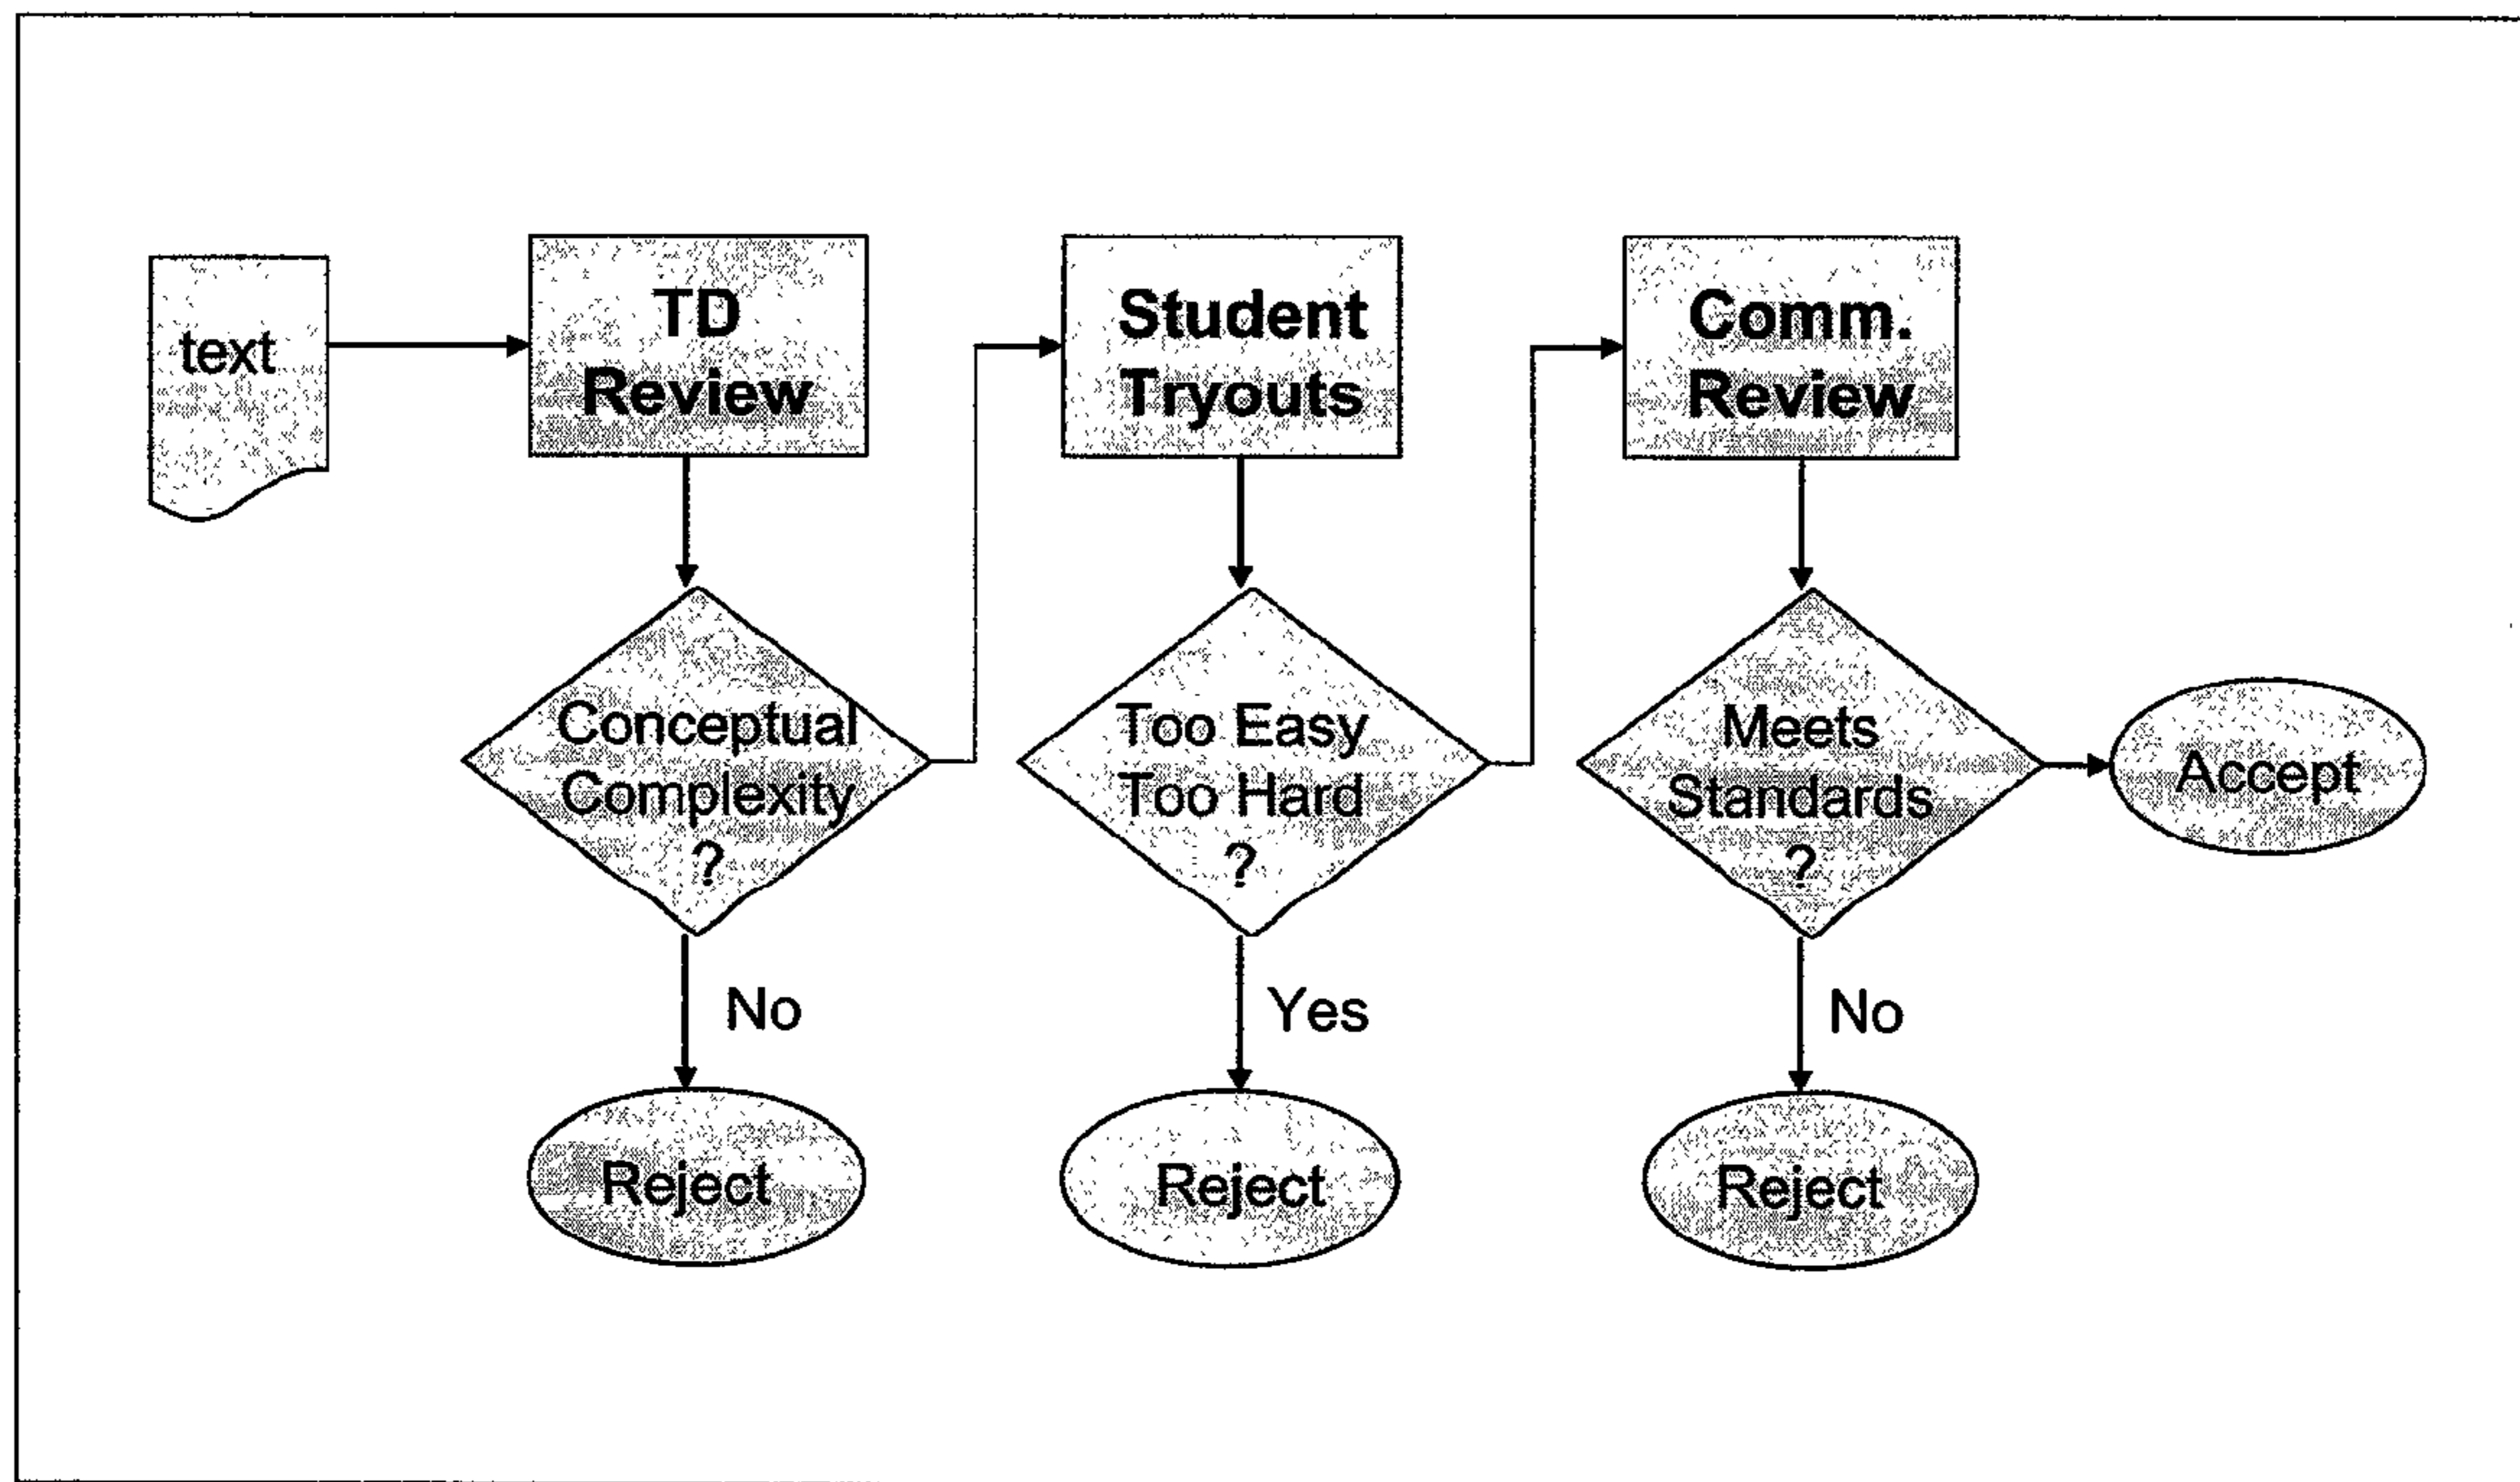 text
TD
Review
Student
Tryouts
Comm.
Review
Conceptual
Complexity
?
Too Easy
Too Hard
?
Meets
Standards
?
Accept
No
Yes
No
Reject
Reject
Reject